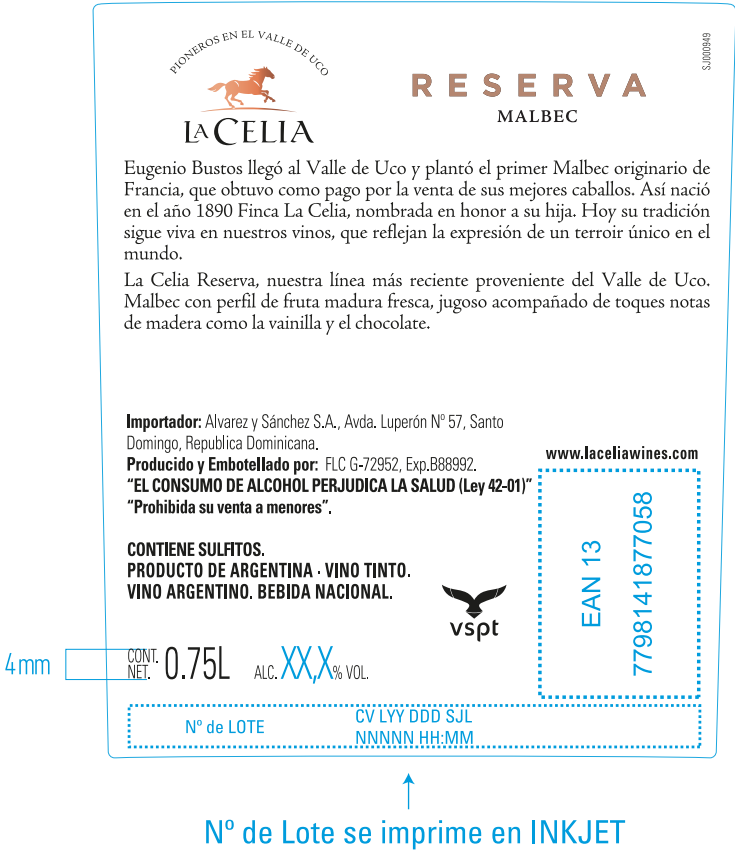 PIONEROS EN EL VALLE DE UCO
LA CELIA
RESERVA
MALBEC
SJ000949
Eugenio Bustos llegó al Valle de Uco y plantó el primer Malbec originario de
Francia, que obtuvo como pago por la venta de sus mejores caballos. Así nació
en el año 1890 Finca La Celia, nombrada en honor a su hija. Hoy su tradición
sigue viva en nuestros vinos, que reflejan la expresión de un terroir único en el
mundo.
La Celia Reserva, nuestra línea más reciente proveniente del Valle de Uco.
Malbec con perfil de fruta madura fresca, jugoso acompañado de toques notas
de madera como la vainilla y el chocolate.
Importador: Alvarez y Sánchez S.A., Avda. Luperón Nº 57, Santo
Domingo, Republica Dominicana.
Producido y Embotellado por: FLC G-72952, Exp.B88992.
“EL CONSUMO DE ALCOHOL PERJUDICA LA SALUD (Ley 42-01)”
“Prohibida su venta a menores”.
CONTIENE SULFITOS.
PRODUCTO DE ARGENTINA · VINO TINTO.
VINO ARGENTINO. BEBIDA NACIONAL.
vspt
www.laceliawines.com
EAN 13
7798141877058
4mm
CONT. NET. 0.75L ALC. XX,X% VOL.
Nº de LOTE
CV LYY DDD SJL
NNNNN HH:MM
Nº de Lote se imprime en INKJET